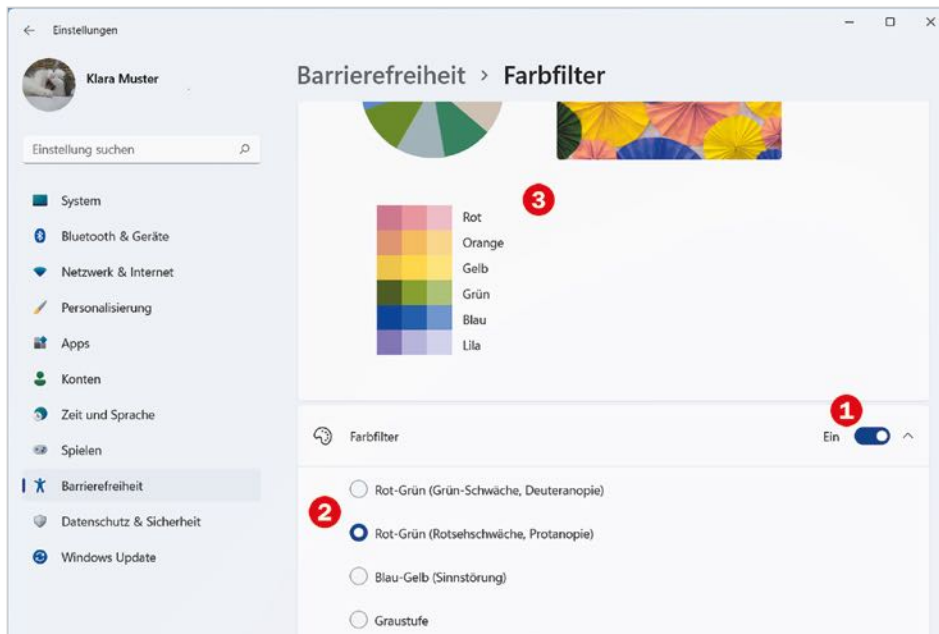 Einstellungen
Klara Muster
Einstellung suchen
System
Bluetooth & Geräte
Netzwerk & Internet
Personalisierung
Apps
Konten
Zeit und Sprache
Spielen
Barrierefreiheit
Datenschutz & Sicherheit
Windows Update
Barrierefreiheit > Farbfilter
3
Rot
Orange
Gelb
Grün
Blau
Lila
1
Farbfilter Ein
2
Rot-Grün (Grün-Schwäche, Deuteranopie)
Rot-Grün (Rotsehschwäche, Protanopie)
Blau-Gelb (Sinnstörung)
Graustufe